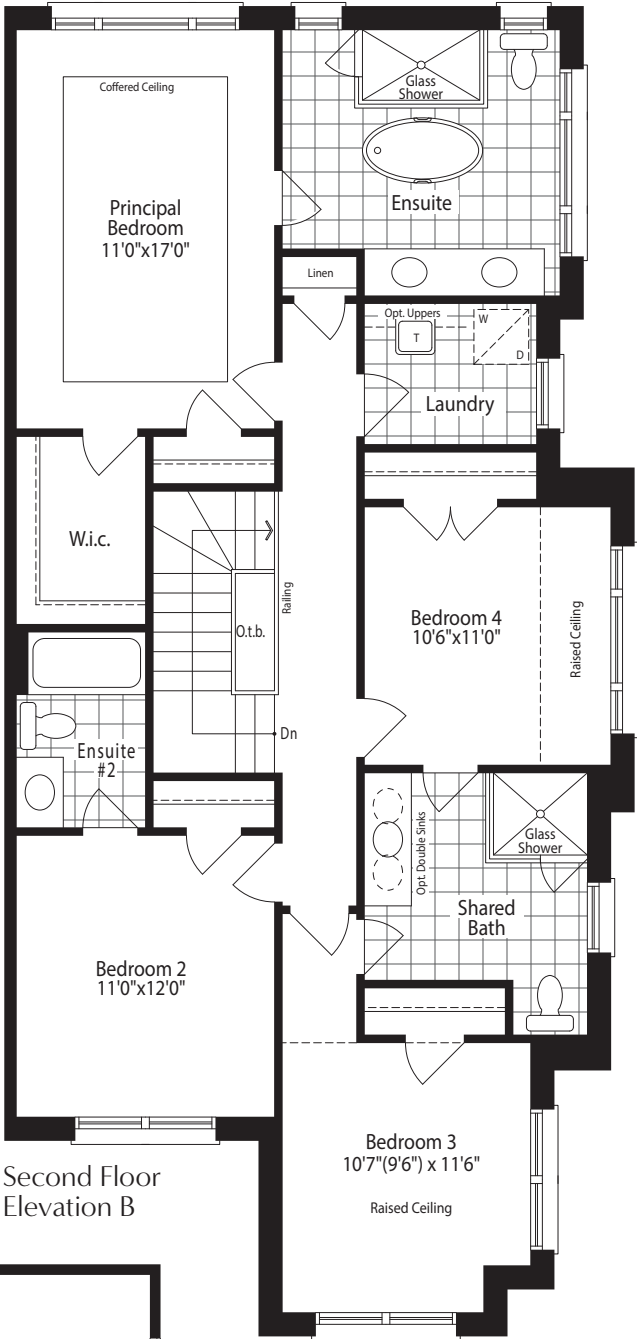 Coffered Ceiling
Glass
Shower
Principal
Bedroom
11'0"x17'0"
Ensuite
Linen
Opt. Uppers
W
T
D
Laundry
W.i.c.
Railing
O.t.b.
Bedroom 4
10'6"x11'0"
Raised Ceiling
Dn
Ensuite
#2
Opt. Double Sinks
Glass
Shower
Shared
Bath
Bedroom 2
11'0"x12'0"
Bedroom 3
10'7"(9'6") x 11'6"
Raised Ceiling
Second Floor
Elevation B